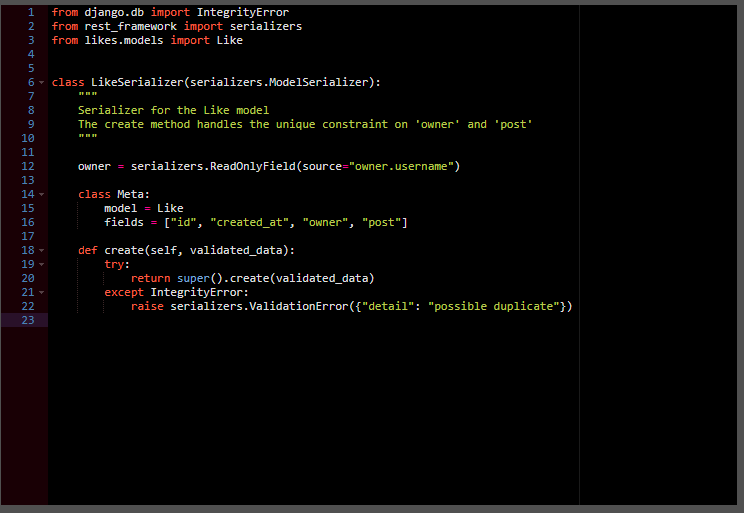 1 from django.db import IntegrityError
2 from rest_framework import serializers
3 from likes.models import Like
4
5
6 class LikeSerializer(serializers.ModelSerializer):
7     """
8     Serializer for the Like model
9     The create method handles the unique constraint on 'owner' and 'post'
10     """
11
12     owner = serializers.ReadOnlyField(source="owner.username")
13
14     class Meta:
15         model = Like
16         fields = ["id", "created_at", "owner", "post"]
17
18     def create(self, validated_data):
19         try:
20             return super().create(validated_data)
21         except IntegrityError:
22             raise serializers.ValidationError({"detail": "possible duplicate"})
23